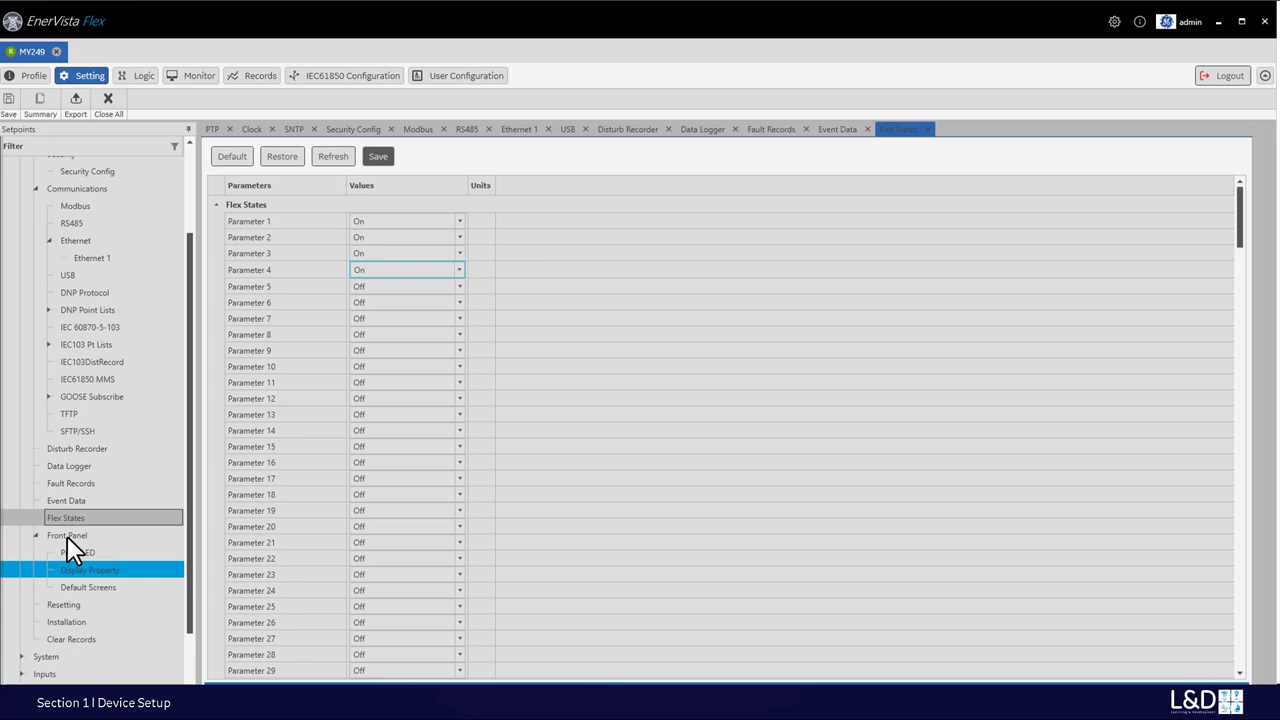 EnerVista Flex
admin
MY249
Profile Setting Logic Monitor Records IEC61850 Configuration User Configuration Logout
Save Summary Export Close All
Setpoints
Filter
PTP Clock SNTP Security Config Modbus RS485 Ethernet 1 USB Disturb Recorder Data Logger Fault Records Event Data Flex States
Default Restore Refresh Save
Security
Security Config
Communications
Modbus
RS485
Ethernet
Ethernet 1
USB
DNP Protocol
DNP Point Lists
IEC 60870-5-103
IEC103 Pt Lists
IEC103DistRecord
IEC61850 MMS
GOOSE Subscribe
TFTP
SFTP/SSH
Disturb Recorder
Data Logger
Fault Records
Event Data
Flex States
Front Panel
Display Property
Default Screens
Resetting
Installation
Clear Records
System
Inputs
Parameters Values Units
Flex States
Parameter 1 On
Parameter 2 On
Parameter 3 On
Parameter 4 On
Parameter 5 Off
Parameter 6 Off
Parameter 7 Off
Parameter 8 Off
Parameter 9 Off
Parameter 10 Off
Parameter 11 Off
Parameter 12 Off
Parameter 13 Off
Parameter 14 Off
Parameter 15 Off
Parameter 16 Off
Parameter 17 Off
Parameter 18 Off
Parameter 19 Off
Parameter 20 Off
Parameter 21 Off
Parameter 22 Off
Parameter 23 Off
Parameter 24 Off
Parameter 25 Off
Parameter 26 Off
Parameter 27 Off
Parameter 28 Off
Parameter 29 Off
Section 1 I Device Setup
L&D
Learning & Development